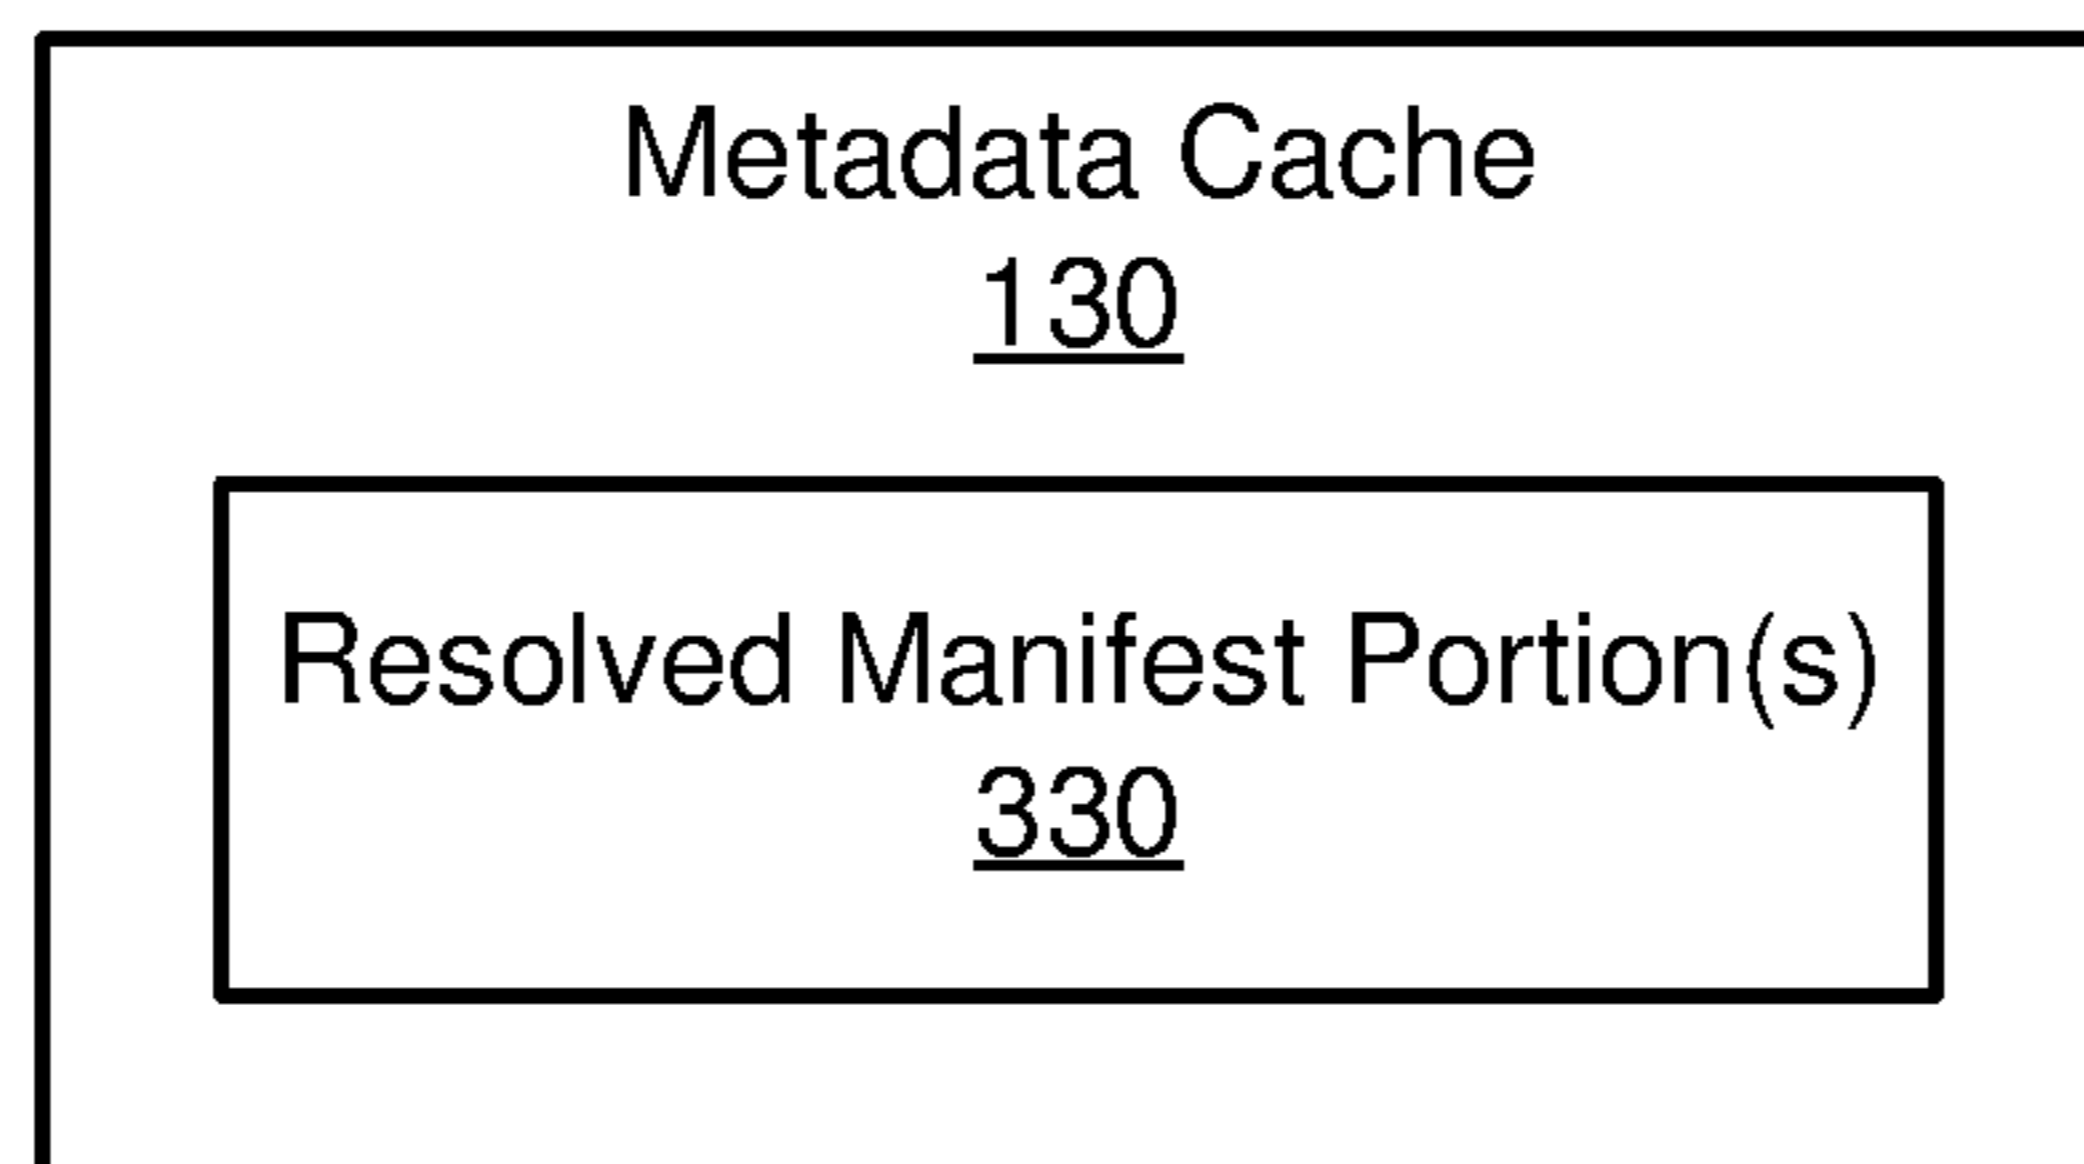 Metadata Cache
130
Resolved Manifest Portion(s)
330